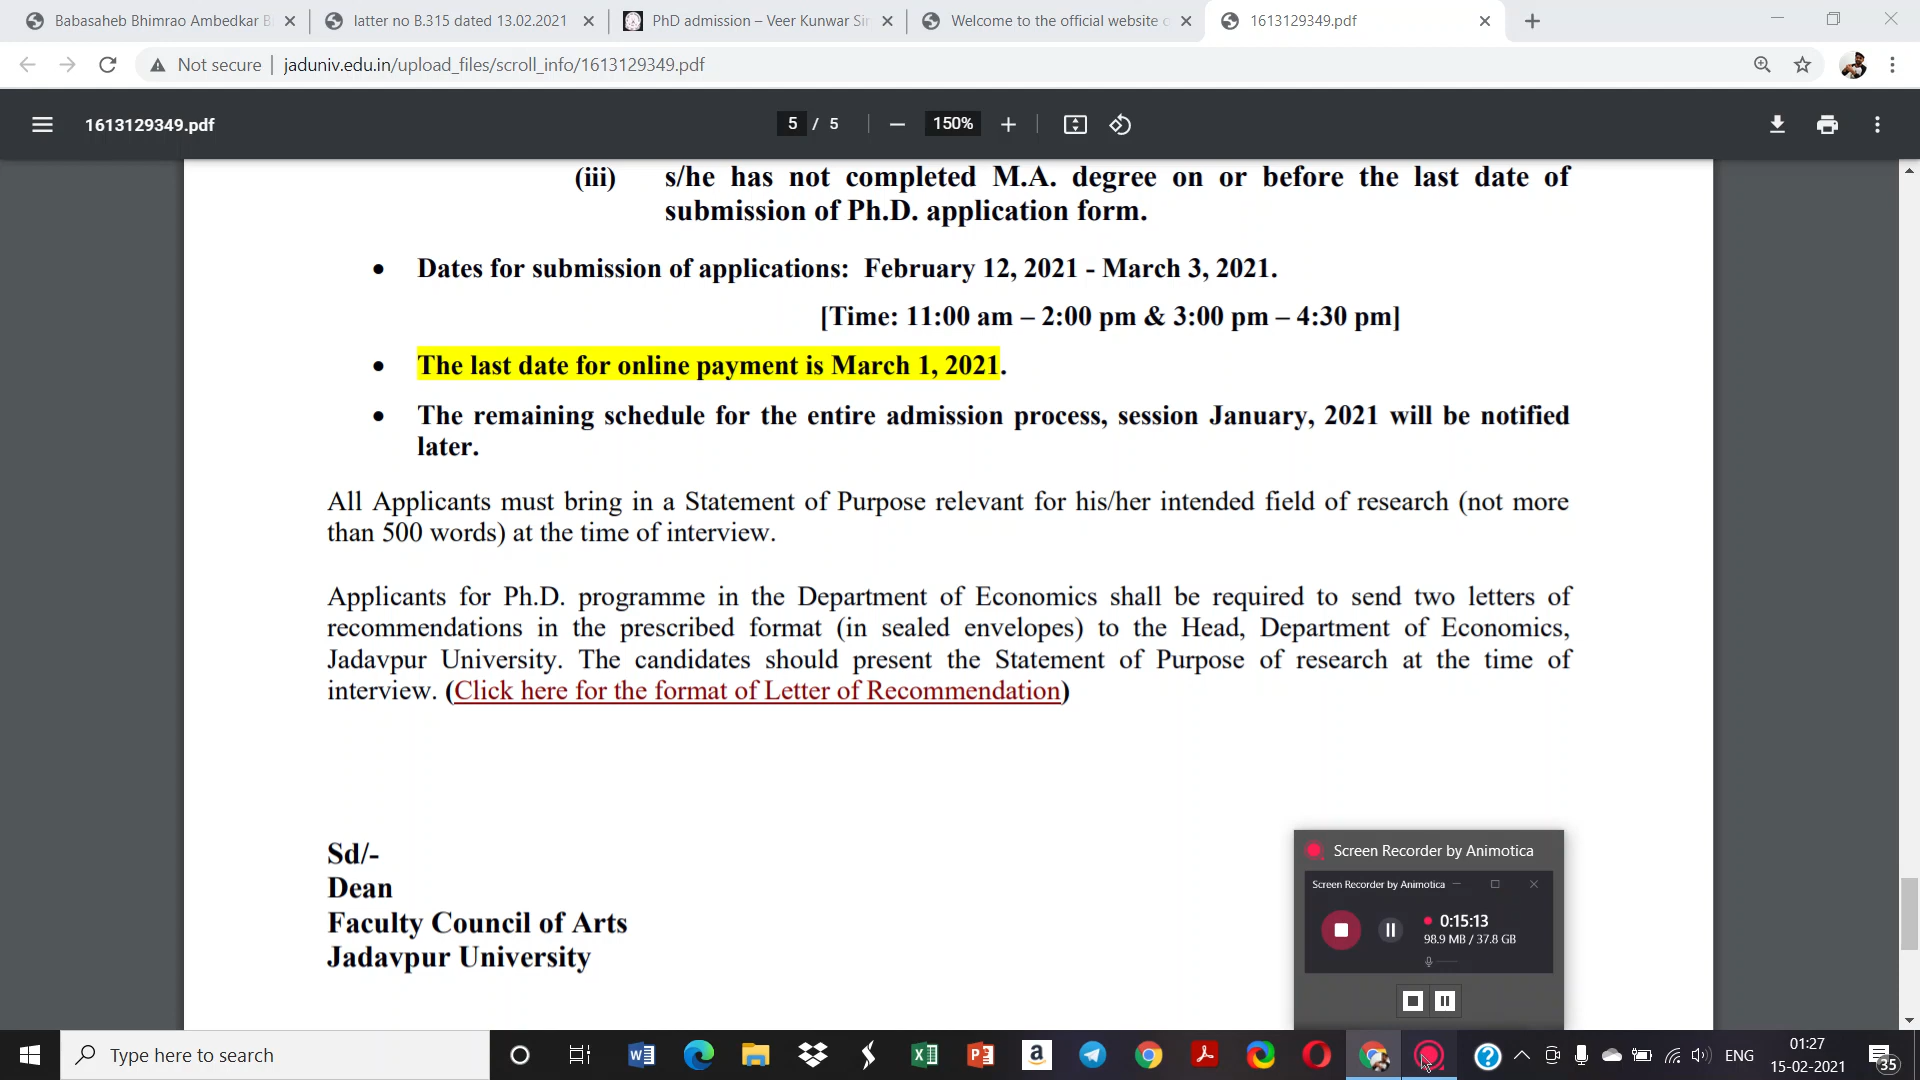 Babasaheb Bhimrao Ambedkar B
latter no B.315 dated 13.02.2021
PhD admission – Veer Kunwar Si
Welcome to the official website
1613129349.pdf
Not secure
jaduniv.edu.in/upload_files/scroll_info/1613129349.pdf
1613129349.pdf
5 / 5
150%
(iii) s/he has not completed M.A. degree on or before the last date of
submission of Ph.D. application form.
• Dates for submission of applications: February 12, 2021 - March 3, 2021.
[Time: 11:00 am – 2:00 pm & 3:00 pm – 4:30 pm]
• The last date for online payment is March 1, 2021.
• The remaining schedule for the entire admission process, session January, 2021 will be notified
later.
All Applicants must bring in a Statement of Purpose relevant for his/her intended field of research (not more
than 500 words) at the time of interview.
Applicants for Ph.D. programme in the Department of Economics shall be required to send two letters of
recommendations in the prescribed format (in sealed envelopes) to the Head, Department of Economics,
Jadavpur University. The candidates should present the Statement of Purpose of research at the time of
interview. (Click here for the format of Letter of Recommendation)
Sd/-
Dean
Faculty Council of Arts
Jadavpur University
Screen Recorder by Animotica
Screen Recorder by Animotica
0:15:13
98.9 MB / 37.8 GB
Type here to search
ENG
01:27
15-02-2021
35